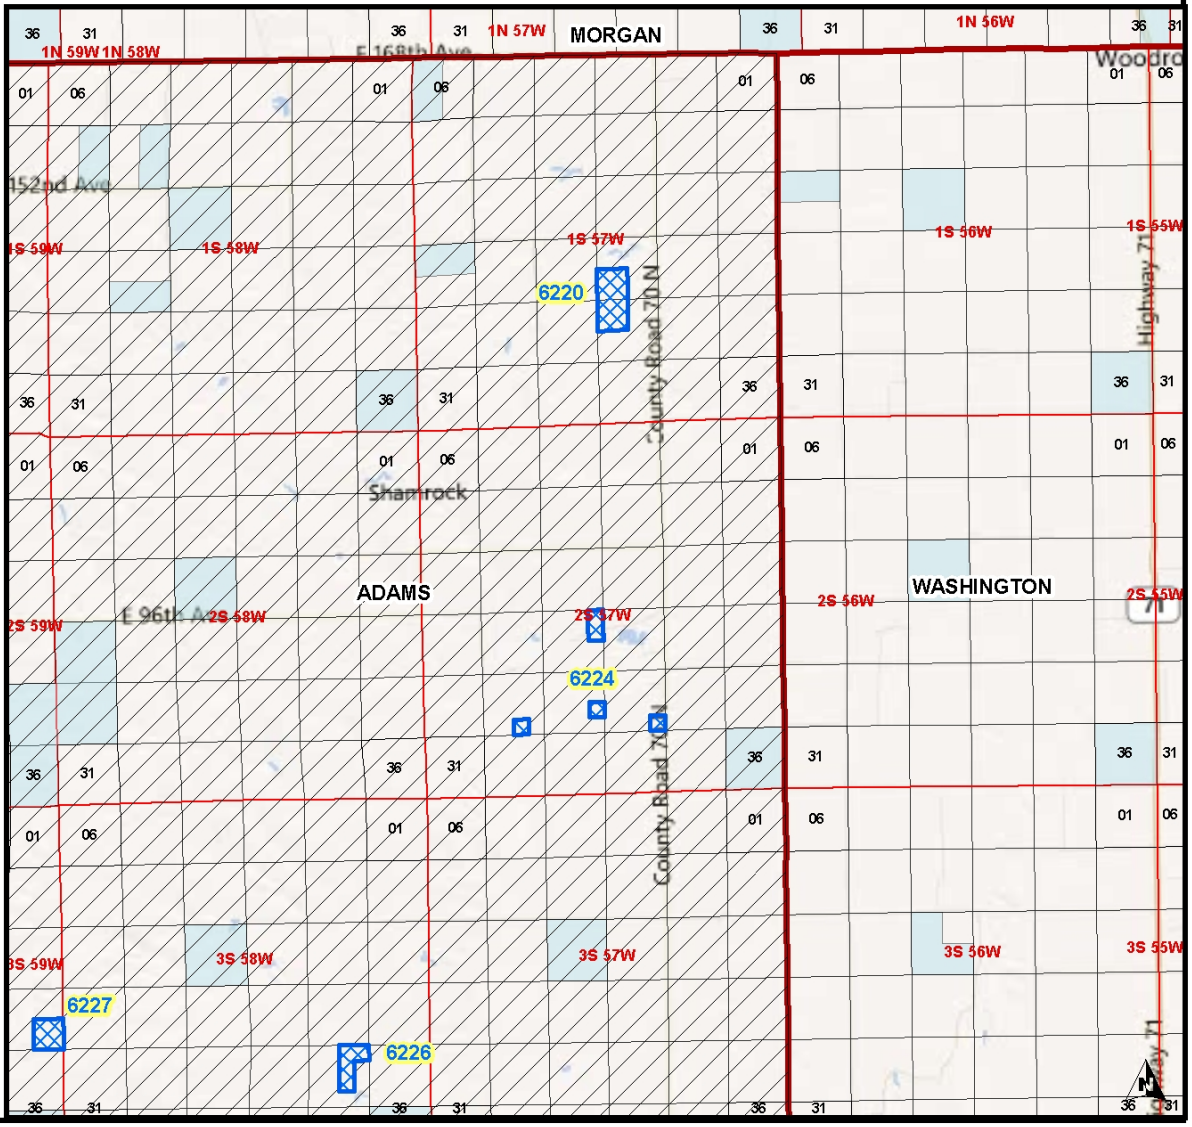 36 31 36 31 1N 57W MORGAN 36 31 1N 56W 36 31
1N 59W 1N 58W E 168th Ave Woodro
01 06 01 06 01 06 01 06
152nd Ave
1S 59W 1S 58W 1S 57W 1S 56W 1S 55W
6220
County Road 70 N
Highway 71
36 31 36 31 36 31 36 31
01 06 01 06 01 06 01 06
Shamrock
ADAMS WASHINGTON
2S 59W E 96th A 2S 58W 2S 57W 2S 56W 2S 55W
71
6224
County Road 70 N
36 31 36 31 36 31 36 31
01 06 01 06 01 06 01 06
3S 59W 3S 58W 3S 57W 3S 56W 3S 55W
6227
6226
way 71
N
36 31 36 31 36 31 36 31